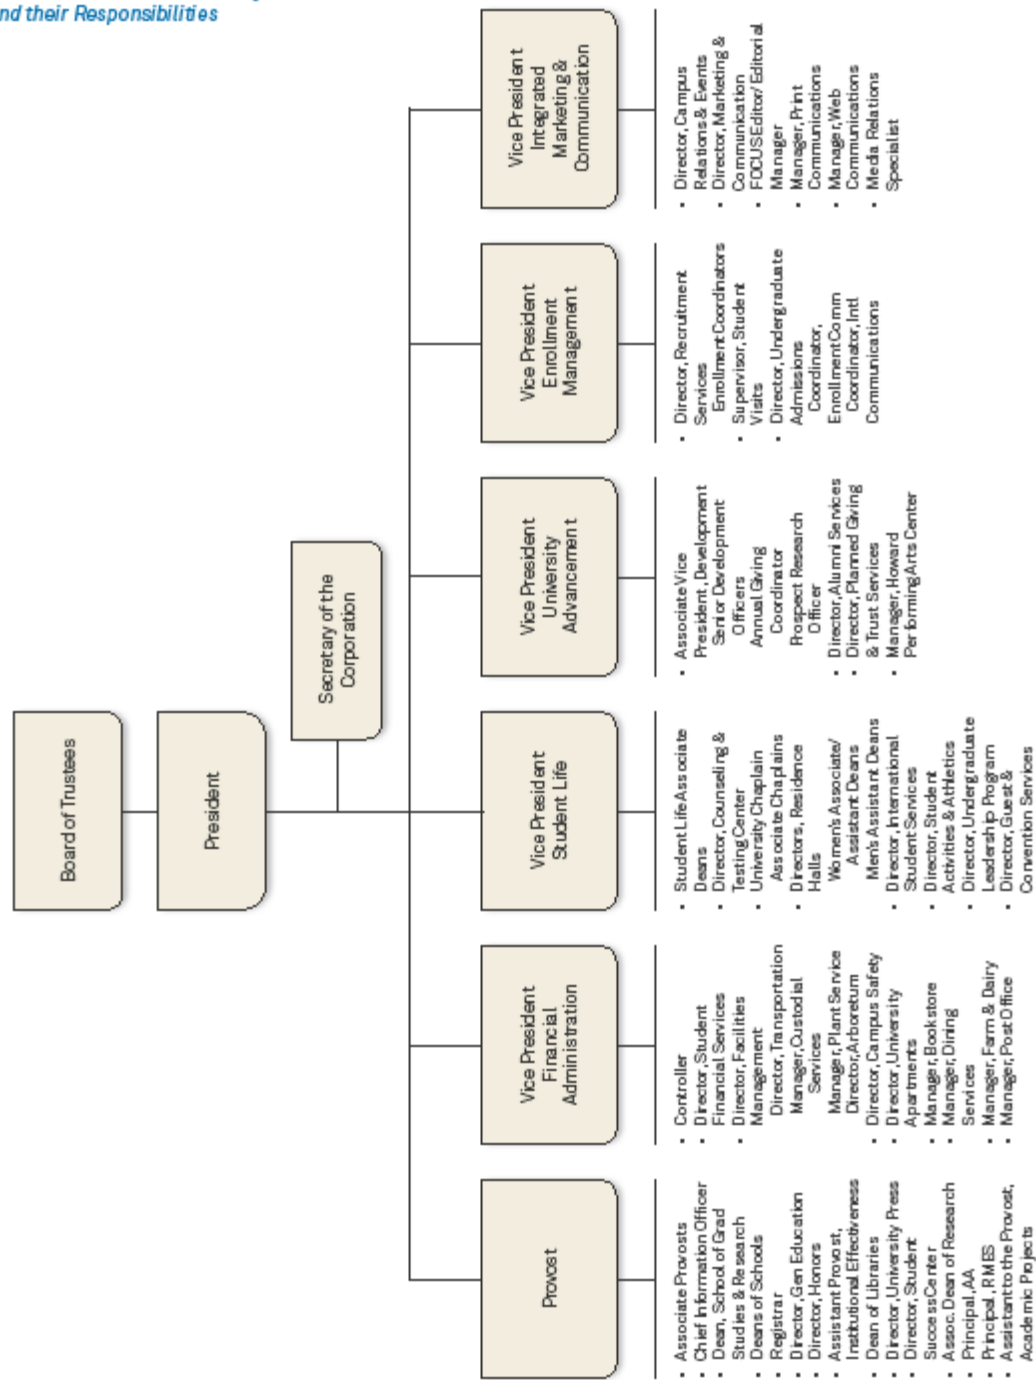 nd their Responsibilities
Board of Trustees
President
Secretary of the
Corporation
Provost
Vice President
Financial
Administration
Vice President
Student Life
Vice President
University
Advancement
Vice President
Enrollment
Management
Vice President
Integrated
Marketing &
Communication
• Associate Provosts
• Chief Information Officer
• Dean, School of Grad
Studies & Research
• Deans of Schools
• Registrar
• Director, Gen Education
• Director, Honors
• Assistant Provost,
Institutional Effectiveness
• Dean of Libraries
• Director, University Press
• Director, Student
Success Center
• Assoc. Dean of Research
• Principal, AA
• Principal, RMES
• Assistant to the Provost,
Academic Projects
• Controller
• Director, Student
Financial Services
• Director, Facilities
Management
Director, Transportation
Manager, Custodial
Services
Manager, Plant Service
Director, Arboretum
• Director, Campus Safety
• Director, University
Apartments
• Manager, Bookstore
• Manager, Dining
Services
• Manager, Farm & Dairy
• Manager, Post Office
• Student Life Associate
Deans
• Director, Counseling &
Testing Center
• University Chaplain
Associate Chaplains
• Directors, Residence
Halls
Women's Associate/
Assistant Deans
Men's Assistant Deans
• Director, International
Student Services
• Director, Student
Activities & Athletics
• Director, Undergraduate
Leadership Program
• Director, Guest &
Convention Services
• Associate Vice
President, Development
Senior Development
Officers
Annual Giving
Coordinator
Rospect Research
Officer
• Director, Alumni Services
• Director, Planned Giving
& Trust Services
• Manager, Howard
Performing Arts Center
• Director, Recruitment
Services
Enrollment Coordinators
• Supervisor, Student
Visits
• Director, Undergraduate
Admissions
Coordinator,
Enrollment Comm
Coordinator, Intl
Communications
• Director, Campus
Relations & Events
• Director, Marketing &
Communication
• FOCUS Editor/ Editorial
Manager
• Manager, Print
Communications
• Manager, Web
Communications
• Media Relations
Specialist